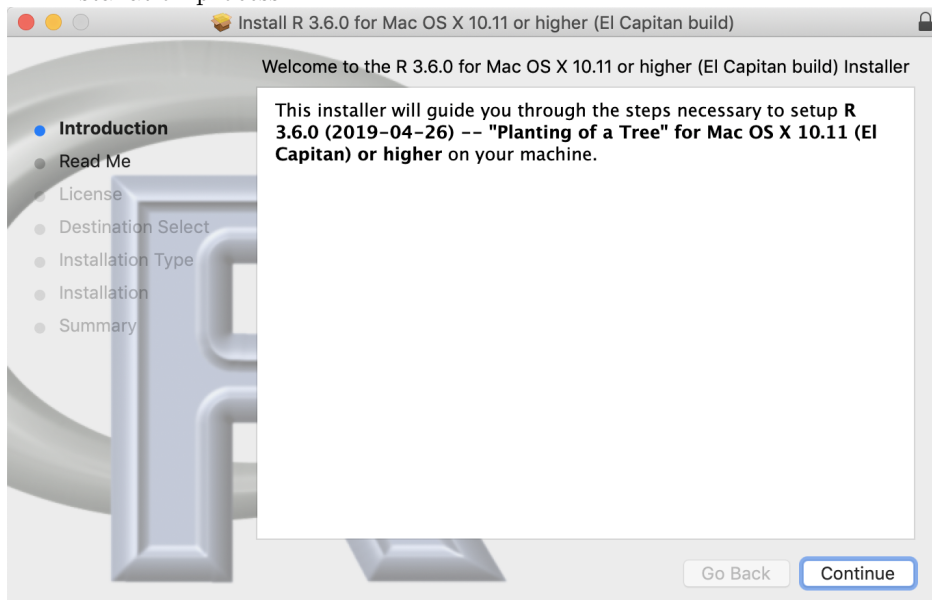 Install R 3.6.0 for Mac OS X 10.11 or higher (El Capitan build)
Welcome to the R 3.6.0 for Mac OS X 10.11 or higher (El Capitan build) Installer
Introduction
Read Me
License
Destination Select
Installation Type
Installation
Summary
This installer will guide you through the steps necessary to setup R
3.6.0 (2019-04-26) -- "Planting of a Tree" for Mac OS X 10.11 (El
Capitan) or higher on your machine.
Go Back
Continue